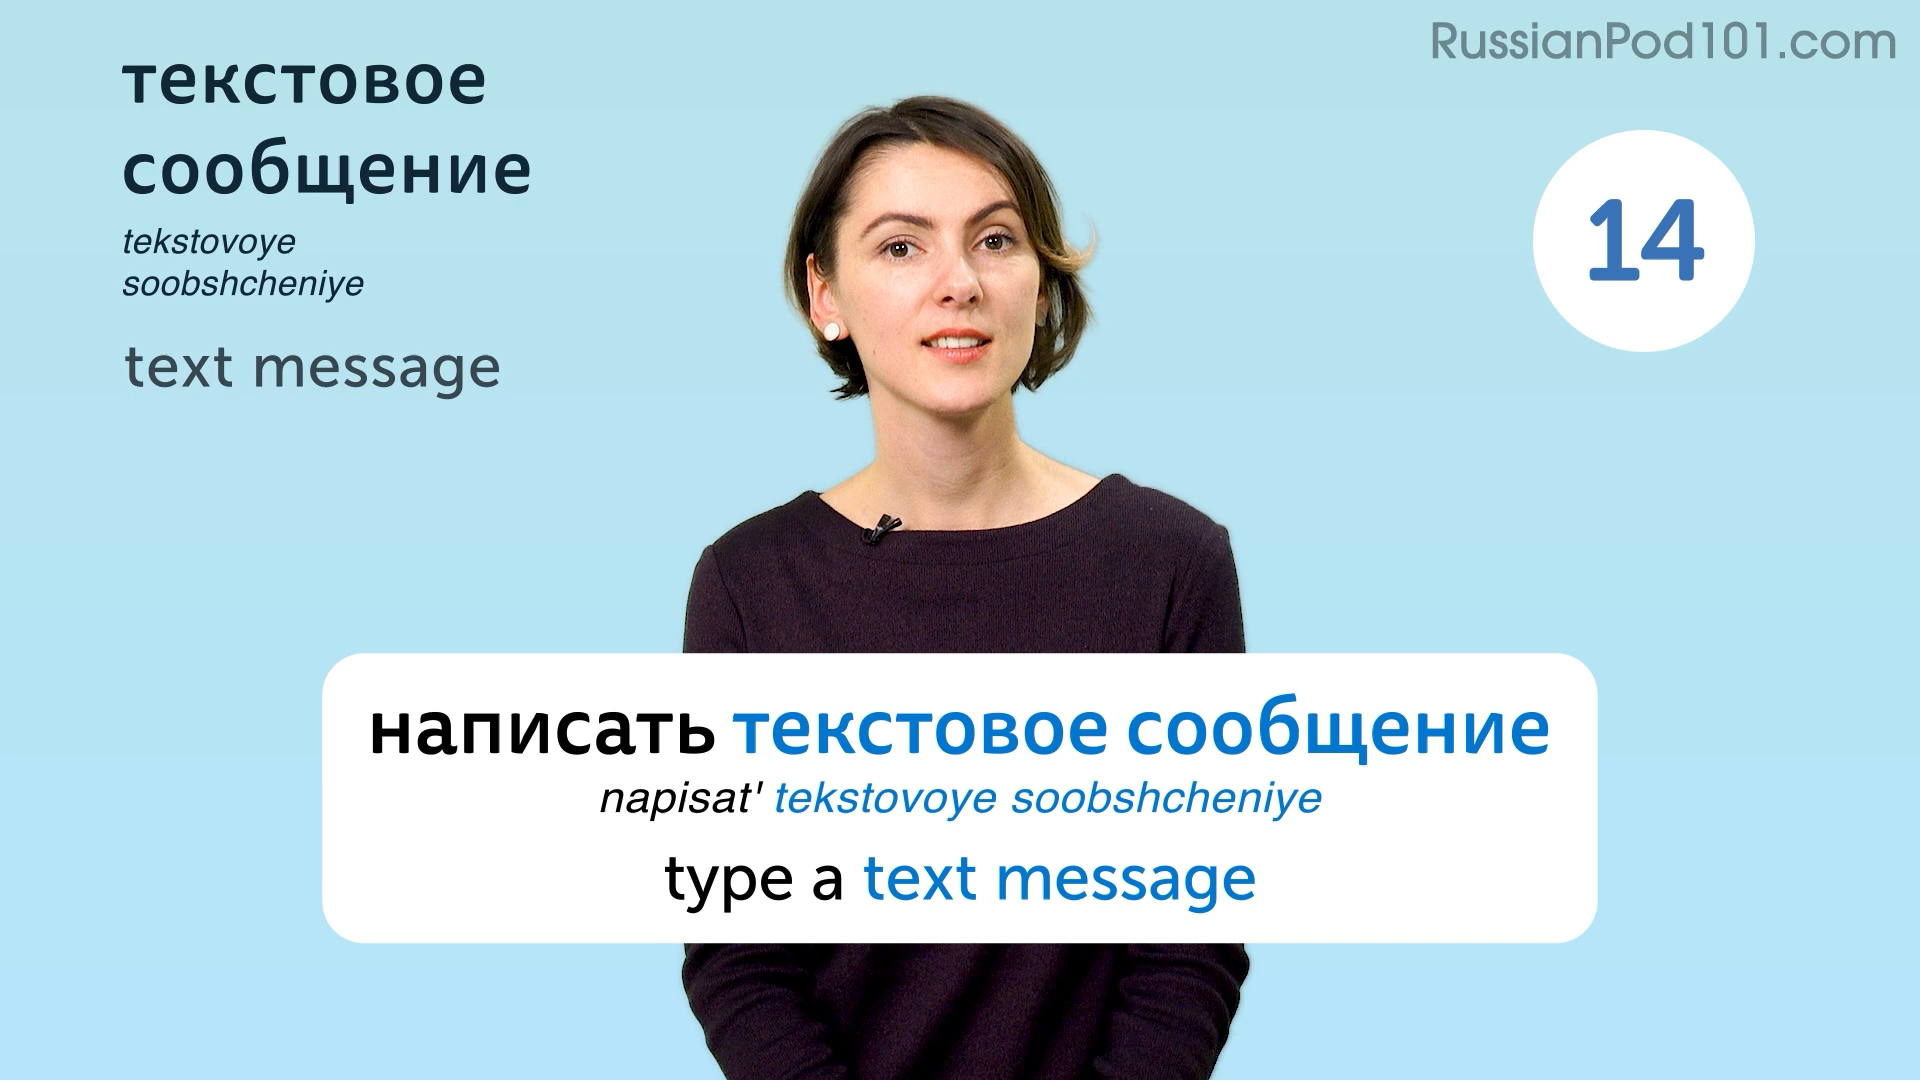 RussianPod101.com
текстовое
сообщение
tekstovoye
soobshcheniye
text message
14
написать текстовое сообщение
napisat' tekstovoye soobshcheniye
type a text message